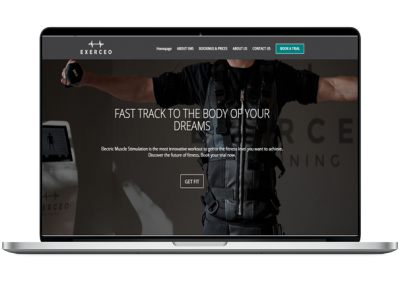 EXERCEO
Homepage ABOUT EMS BOOKINGS & PRICES ABOUT US CONTACT US BOOK A TRIAL
FAST TRACK TO THE BODY OF YOUR
DREAMS
Electric Muscle Stimulation is the most innovative workout to get to the fitness level you want to achieve.
Discover the future of fitness. Book your trial now.
GET FIT